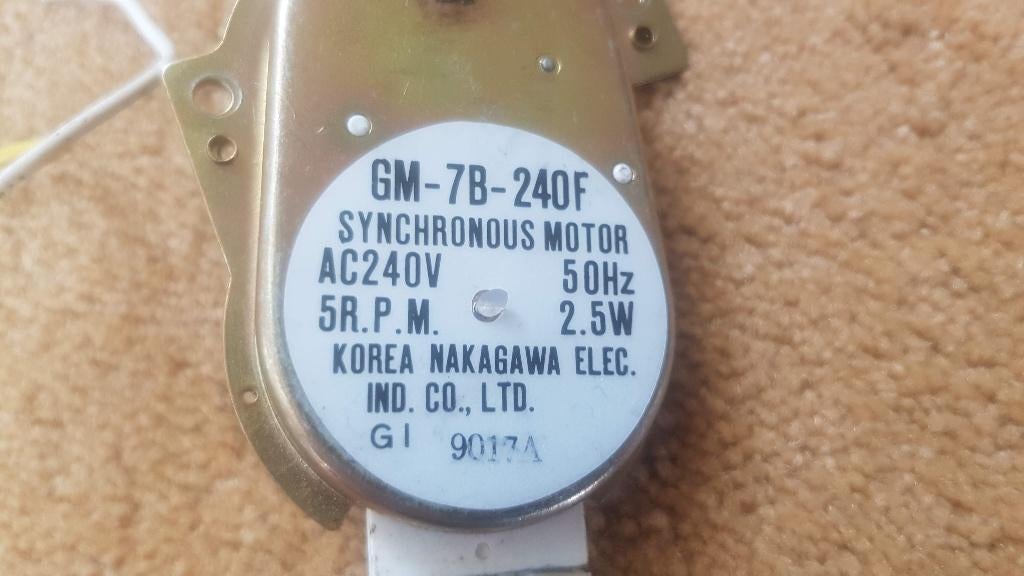 GM-7B-240F
SYNCHRONOUS MOTOR
AC240V 50Hz
5R.P.M. 2.5W
KOREA NAKAGAWA ELEC.
IND. CO., LTD.
GI 9017A